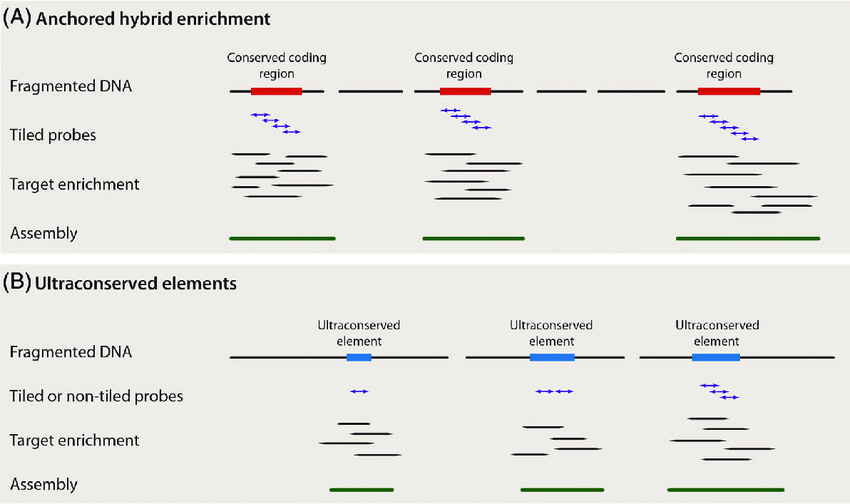 (A) Anchored hybrid enrichment
Conserved coding region
Conserved coding region
Conserved coding region
Fragmented DNA
Tiled probes
Target enrichment
Assembly
(B) Ultraconserved elements
Ultraconserved element
Ultraconserved element
Ultraconserved element
Fragmented DNA
Tiled or non-tiled probes
Target enrichment
Assembly